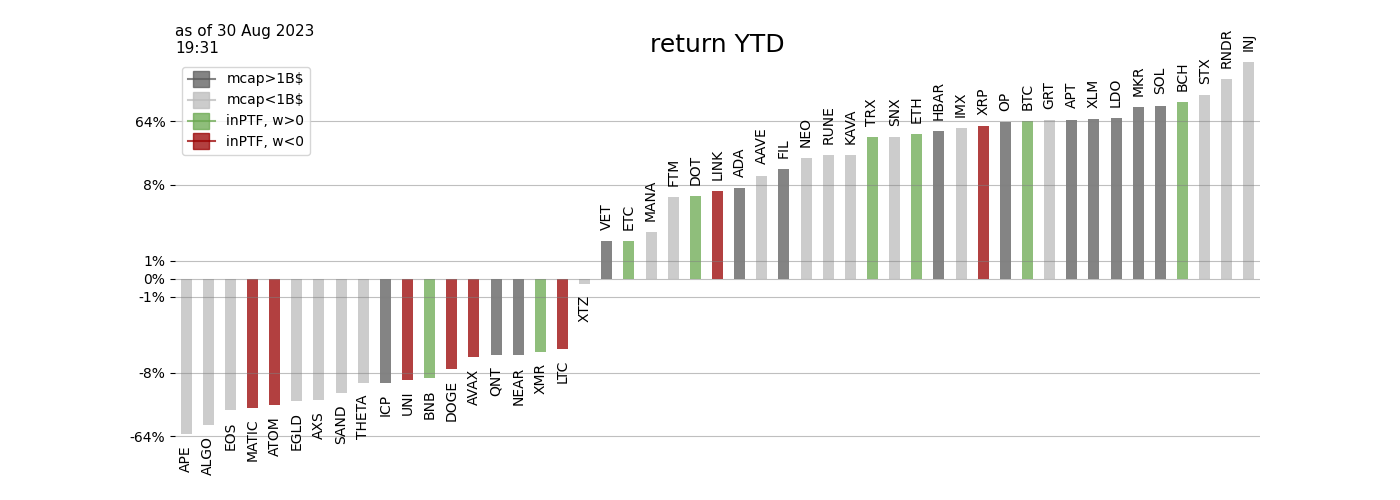 as of 30 Aug 2023
19:31
return YTD
mcap>1B$
mcap<1B$
inPTF, w>0
inPTF, w<0
64%
8%
1%
0%
-1%
-8%
-64%
APE
ALGO
EOS
MATIC
ATOM
EGLD
AXS
SAND
THETA
ICP
UNI
BNB
DOGE
AVAX
QNT
NEAR
XMR
LTC
XTZ
VET
ETC
MANA
FTM
DOT
LINK
ADA
AAVE
FIL
NEO
RUNE
KAVA
TRX
SNX
ETH
HBAR
IMX
XRP
OP
BTC
GRT
APT
XLM
LDO
MKR
SOL
BCH
STX
RNDR
INJ